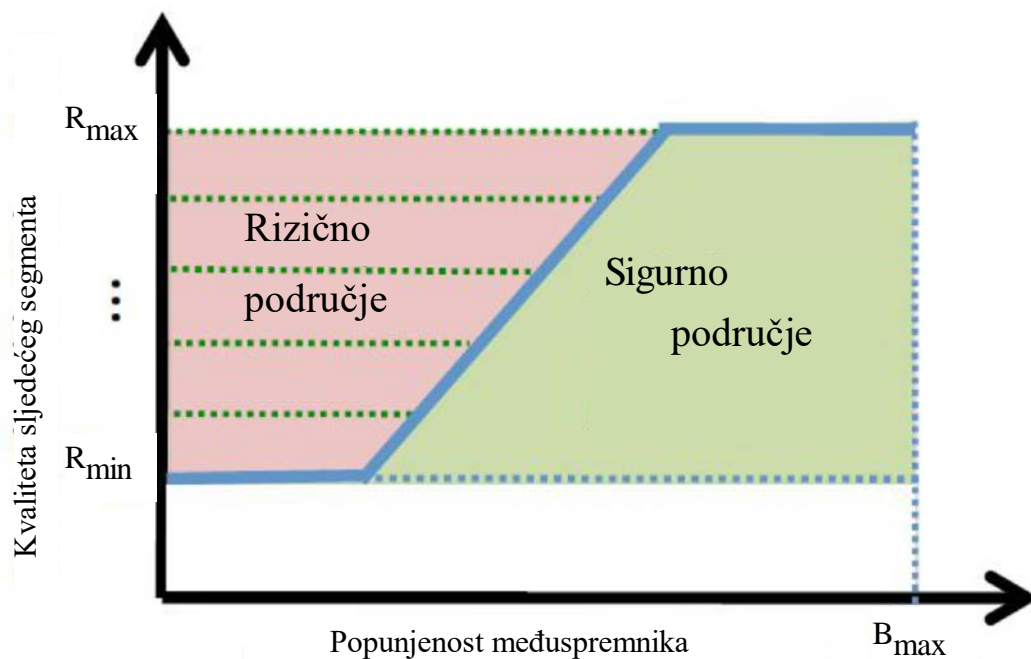 Kvaliteta sljedećeg segmenta
Rmax
Rizično
područje
Sigurno
područje
...
Rmin
Popunjenost međuspremnika
Bmax